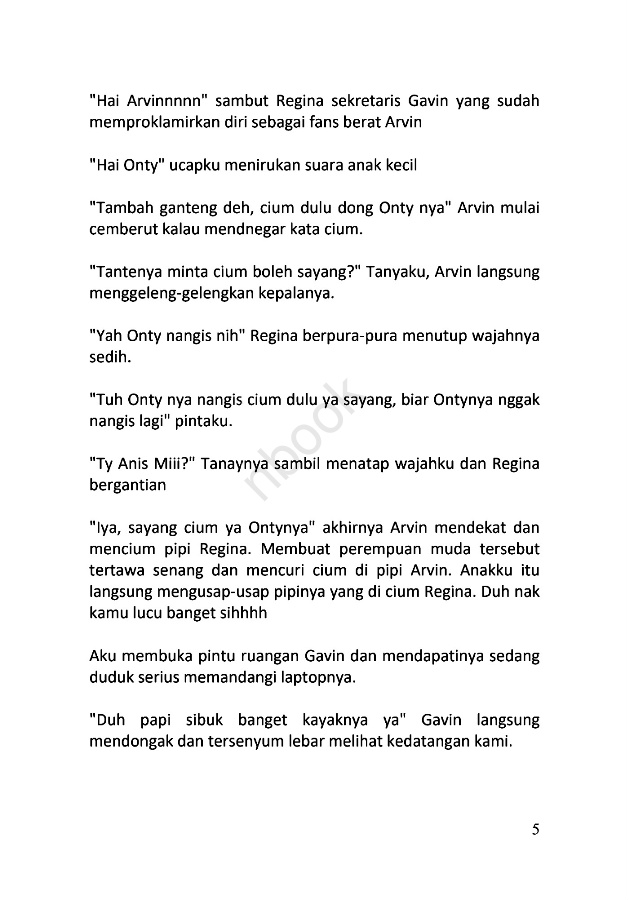 "Hai Arvinnnnn" sambut Regina sekretaris Gavin yang sudah
memproklamirkan diri sebagai fans berat Arvin
"Hai Onty" ucapku menirukan suara anak kecil
"Tambah ganteng deh, cium dulu dong Onty nya" Arvin mulai
cemberut kalau mendnegar kata cium.
"Tantenya minta cium boleh sayang?" Tanyaku, Arvin langsung
menggeleng-gelengkan kepalanya.
"Yah Onty nangis nih" Regina berpura-pura menutup wajahnya
sedih.
"Tuh Onty nya nangis cium dulu ya sayang, biar Ontynya nggak
nangis lagi" pintaku.
"Ty Anis Miii?" Tanaynya sambil menatap wajahku dan Regina
bergantian
"Iya, sayang cium ya Ontynya" akhirnya Arvin mendekat dan
mencium pipi Regina. Membuat perempuan muda tersebut
tertawa senang dan mencuri cium di pipi Arvin. Anakku itu
langsung mengusap-usap pipinya yang di cium Regina. Duh nak
kamu lucu banget sihhhh
Aku membuka pintu ruangan Gavin dan mendapatinya sedang
duduk serius memandangi laptopnya.
"Duh papi sibuk banget kayaknya ya" Gavin langsung
mendongak dan tersenyum lebar melihat kedatangan kami.
5
nbook